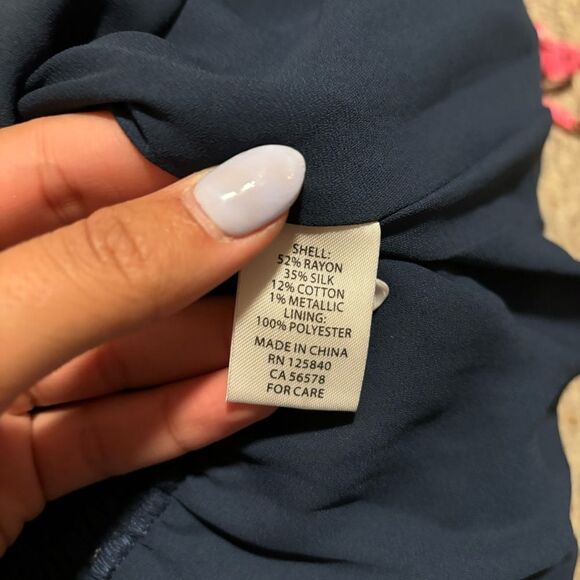 SHELL:
52% RAYON
35% SILK
12% COTTON
1% METALLIC
LINING:
100% POLYESTER
MADE IN CHINA
RN 125840
CA 56578
FOR CARE